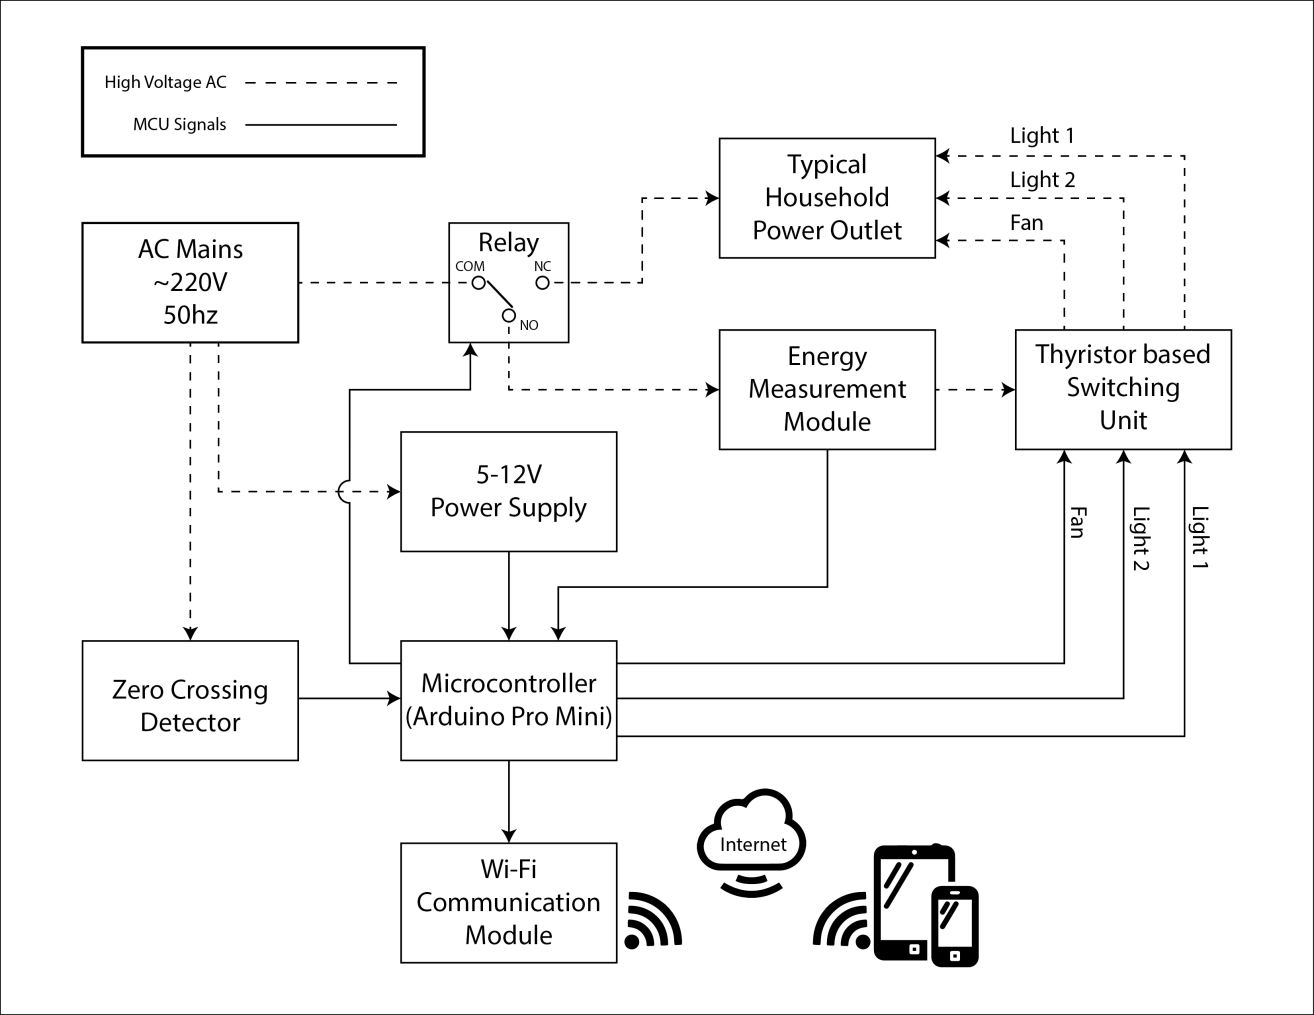 High Voltage AC
MCU Signals
Light 1
Light 2
Fan
Typical
Household
Power Outlet
AC Mains
~220V
50hz
Relay
COM
NC
NO
Energy
Measurement
Module
Thyristor based
Switching
Unit
5-12V
Power Supply
Fan
Light 2
Light 1
Zero Crossing
Detector
Microcontroller
(Arduino Pro Mini)
Internet
Wi-Fi
Communication
Module